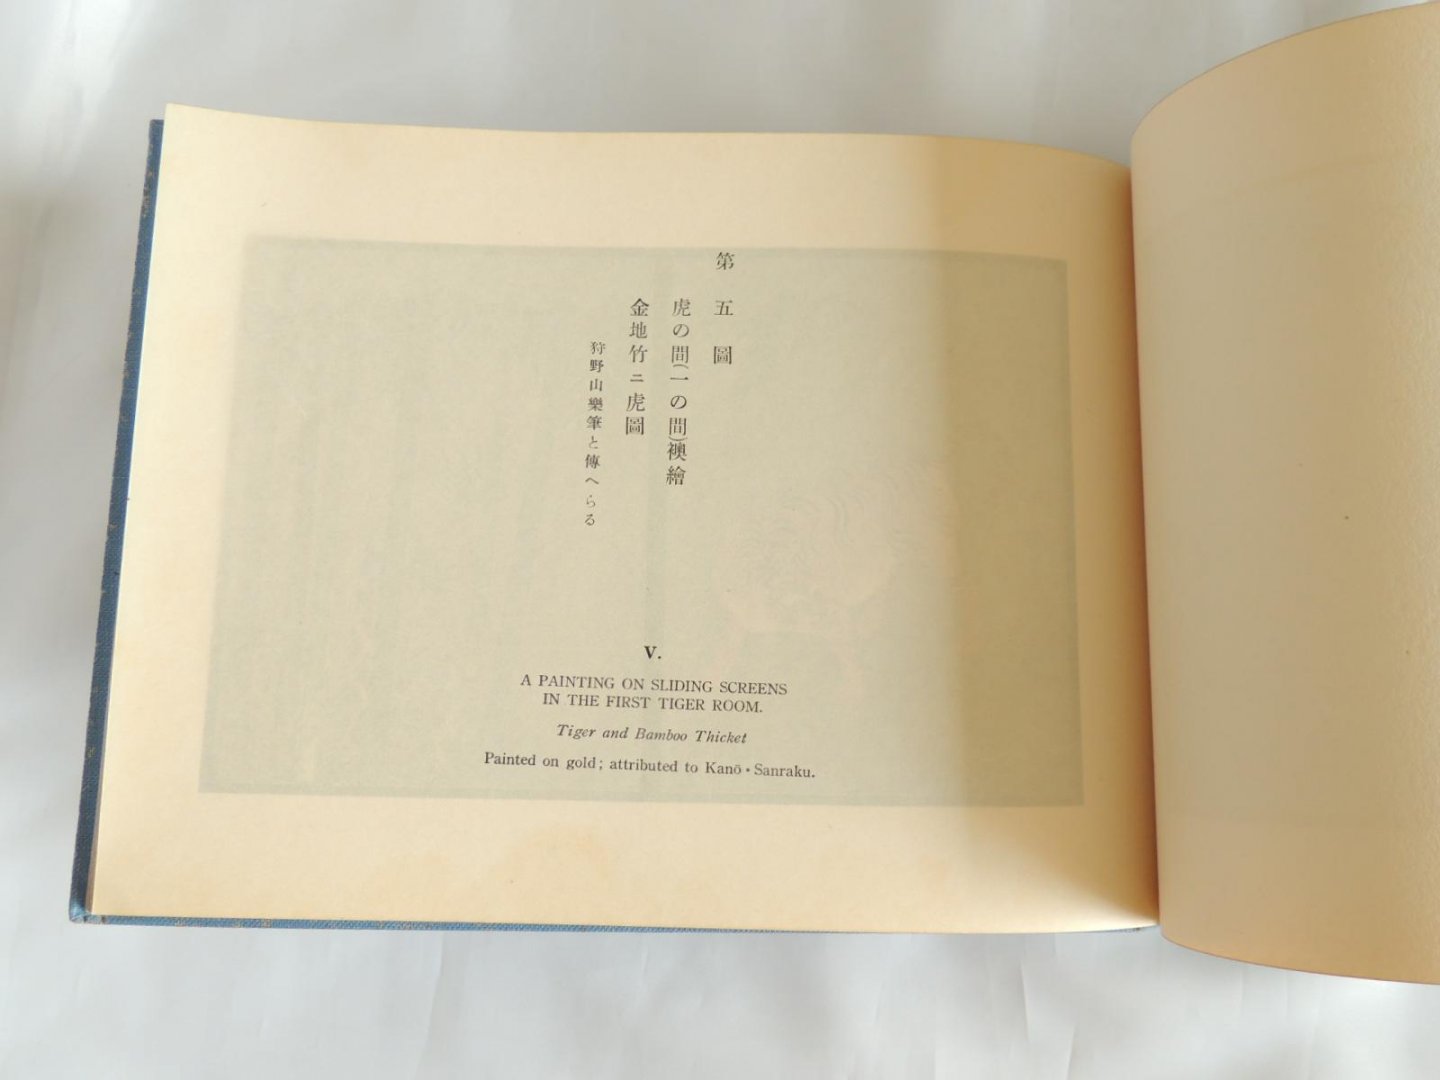 第五圖
虎の間(一の間)襖繪
金地竹ニ虎圖
狩野山樂筆と傳へらる
V.
A PAINTING ON SLIDING SCREENS
IN THE FIRST TIGER ROOM.
Tiger and Bamboo Thicket
Painted on gold; attributed to Kanō・Sanraku.